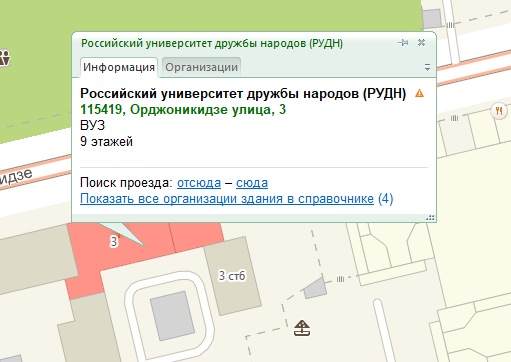 Российский университет дружбы народов (РУДН)
Информация Организации
Российский университет дружбы народов (РУДН)
115419, Орджоникидзе улица, 3
ВУЗ
9 этажей
Поиск проезда: отсюда – сюда
Показать все организации здания в справочнике (4)
идзе
3
3 стб